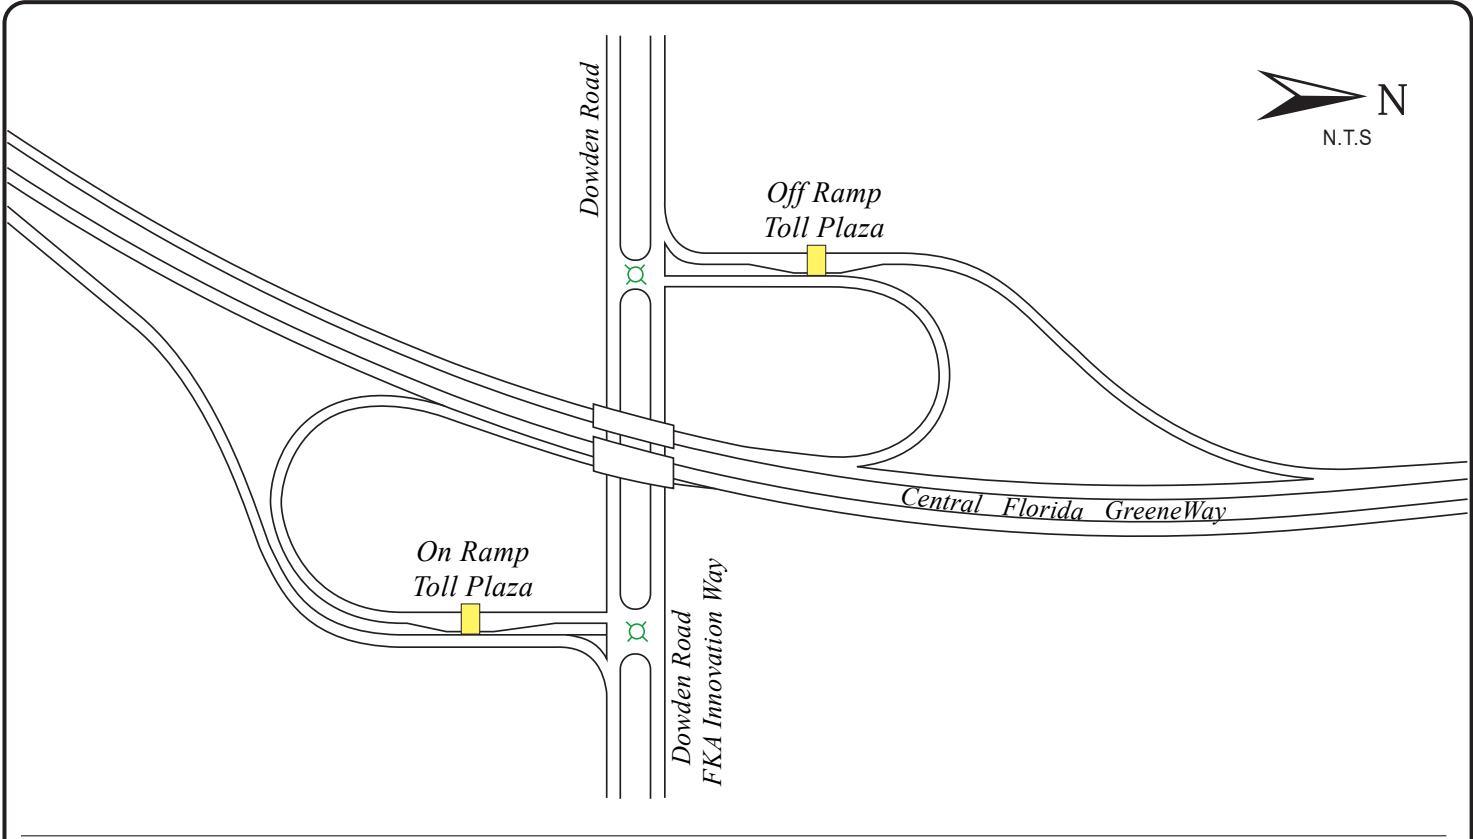 Dowden Road
N
N.T.S
Off Ramp
Toll Plaza
Central Florida GreeneWay
On Ramp
Toll Plaza
Dowden Road
FKA Innovation Way